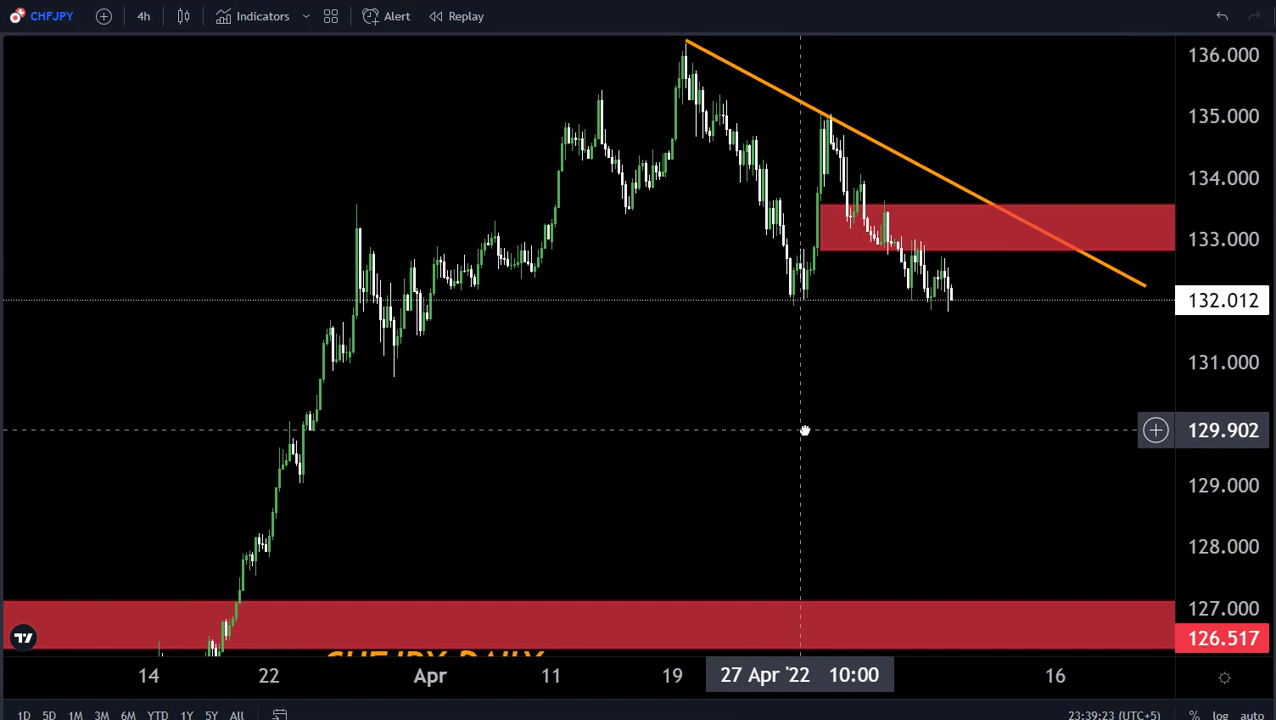 CHFJPY 4h Indicators Alert Replay
136.000
135.000
134.000
133.000
132.012
131.000
129.902
129.000
128.000
127.000
126.517
CHFJPY DAILY
14 22 Apr 11 19 27 Apr '22 10:00 16
1D 5D 1M 3M 6M YTD 1Y 5Y All 23:39:23 (UTC+5) % log auto